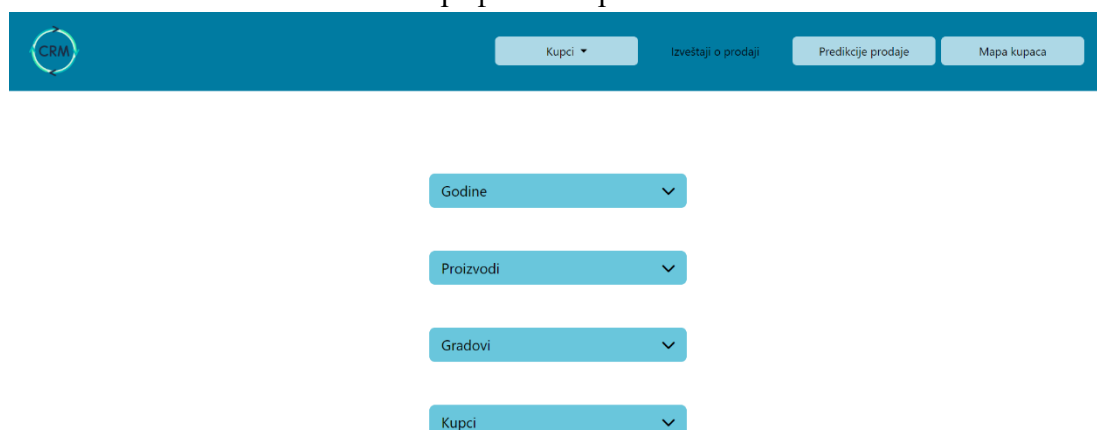 CRM
Kupci
Izveštaji o prodaji
Predikcije prodaje
Mapa kupaca
Godine
Proizvodi
Gradovi
Kupci